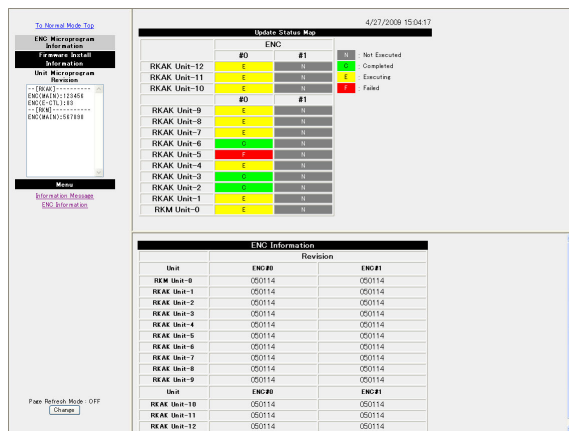 To Normal Mode Top
ENC Microprogram
Information
Firmware Install
Information
Unit Microprogram
Revision
--[RKAK]----------
ENC(MAIN):123456
ENC(E-CTL):03
--[RKM]----------
ENC(MAIN):567890
Menu
Information Message
ENC Information
Page Refresh Mode : OFF
Change
4/27/2009 15:04:17
Update Status Map
ENC
#0 #1
RKAK Unit-12 E N
RKAK Unit-11 E N
RKAK Unit-10 E N
#0 #1
RKAK Unit-9 E N
RKAK Unit-8 E N
RKAK Unit-7 E N
RKAK Unit-6 C N
RKAK Unit-5 F N
RKAK Unit-4 E N
RKAK Unit-3 C N
RKAK Unit-2 C N
RKAK Unit-1 E N
RKM Unit-0 E N
N : Not Executed
C : Completed
E : Executing
F : Failed
ENC Information
Revision
Unit ENC#0 ENC#1
RKM Unit-0 050114 050114
RKAK Unit-1 050114 050114
RKAK Unit-2 050114 050114
RKAK Unit-3 050114 050114
RKAK Unit-4 050114 050114
RKAK Unit-5 050114 050114
RKAK Unit-6 050114 050114
RKAK Unit-7 050114 050114
RKAK Unit-8 050114 050114
RKAK Unit-9 050114 050114
Unit ENC#0 ENC#1
RKAK Unit-10 050114 050114
RKAK Unit-11 050114 050114
RKAK Unit-12 050114 050114